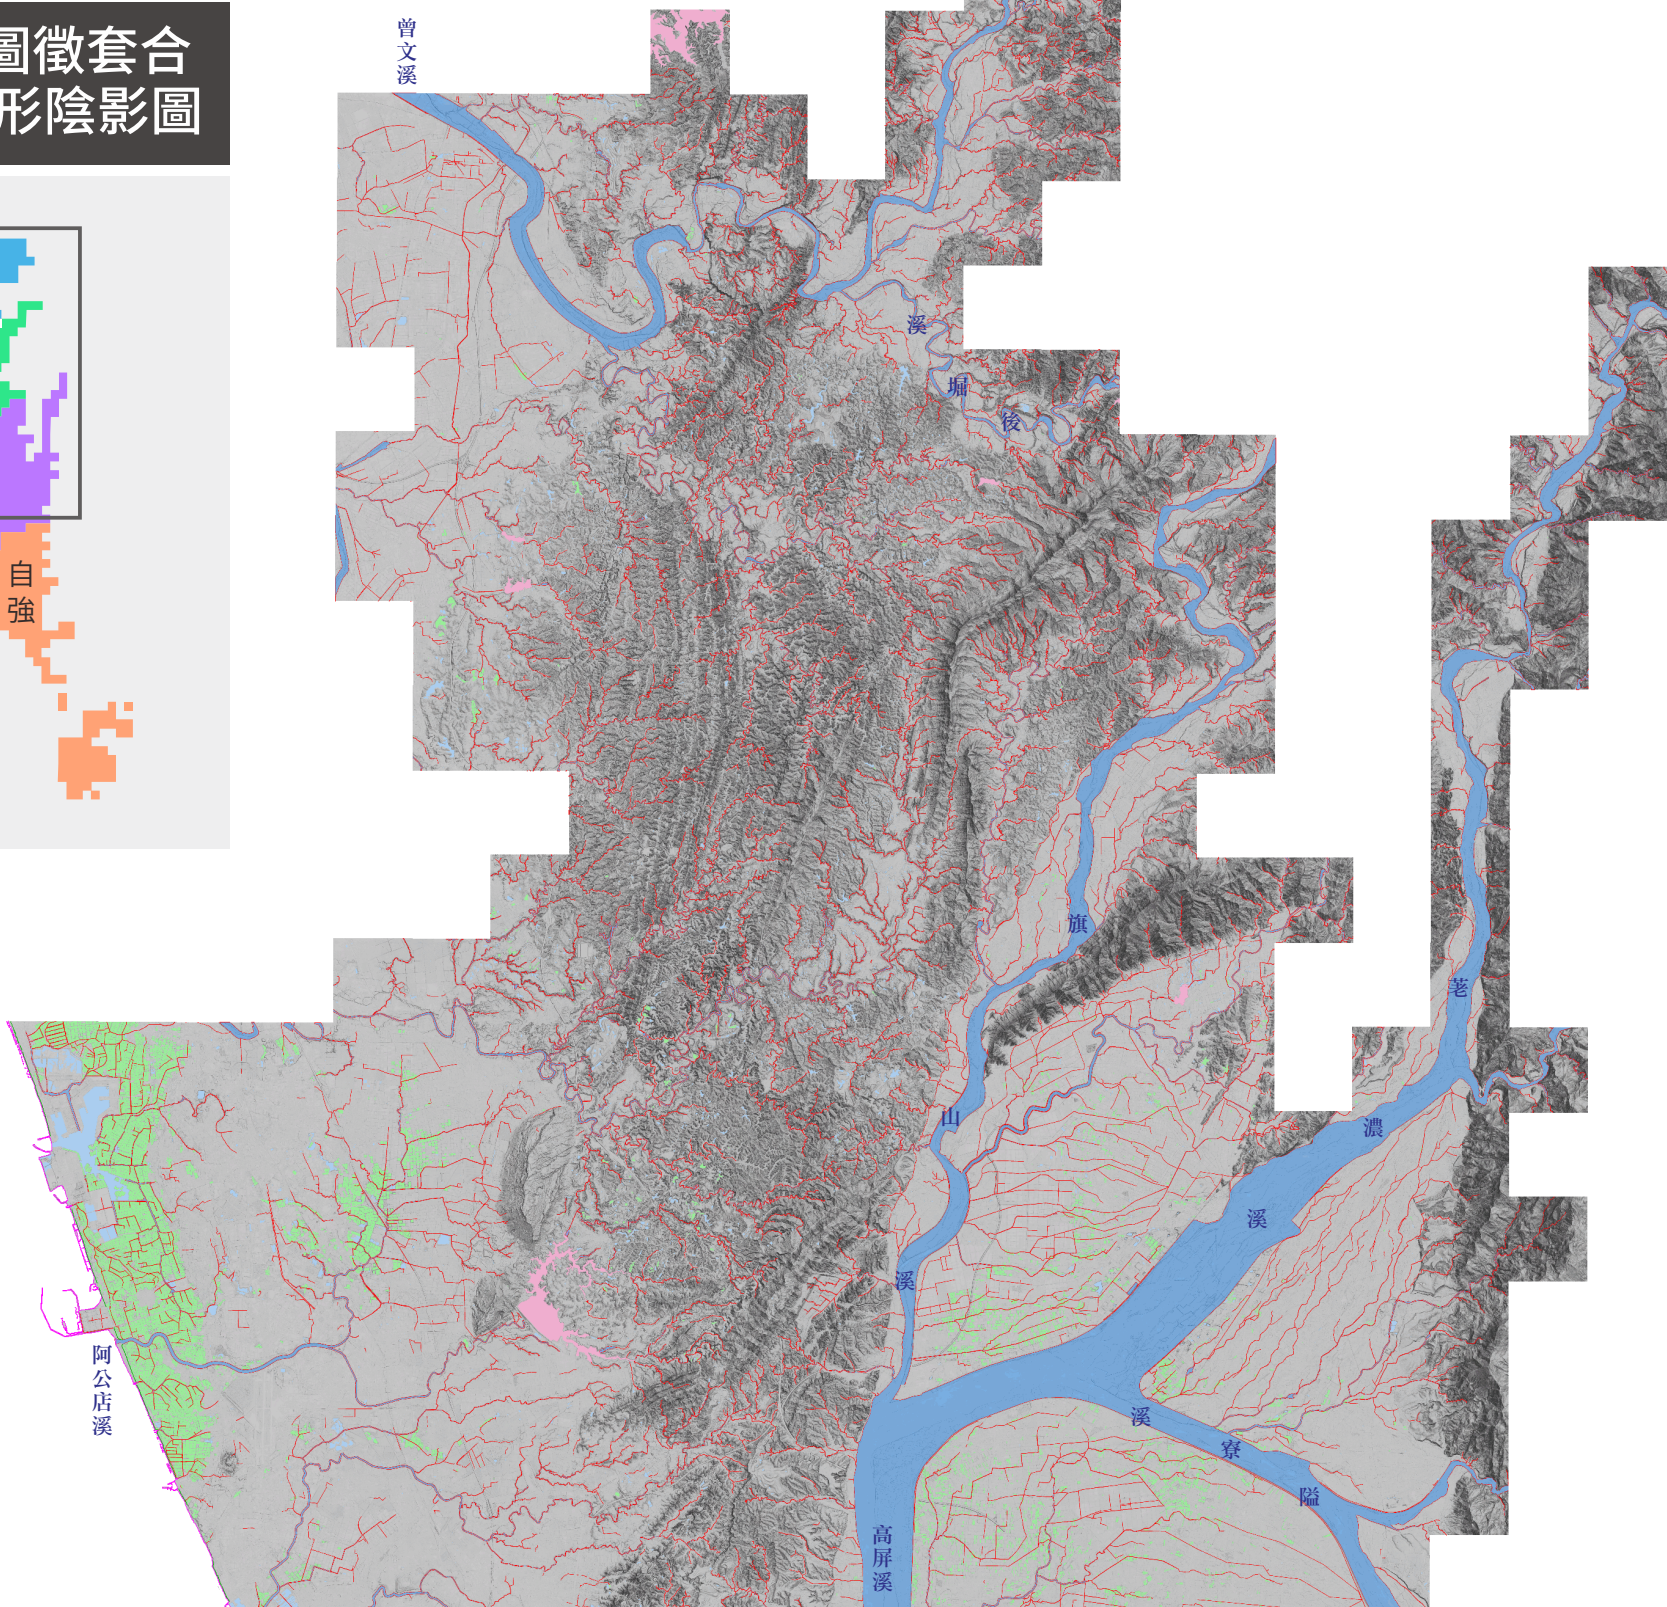 圖徵套合
形陰影圖
自強
曾文溪
後堀溪
旗山溪
荖濃溪
隘寮溪
阿公店溪
高屏溪